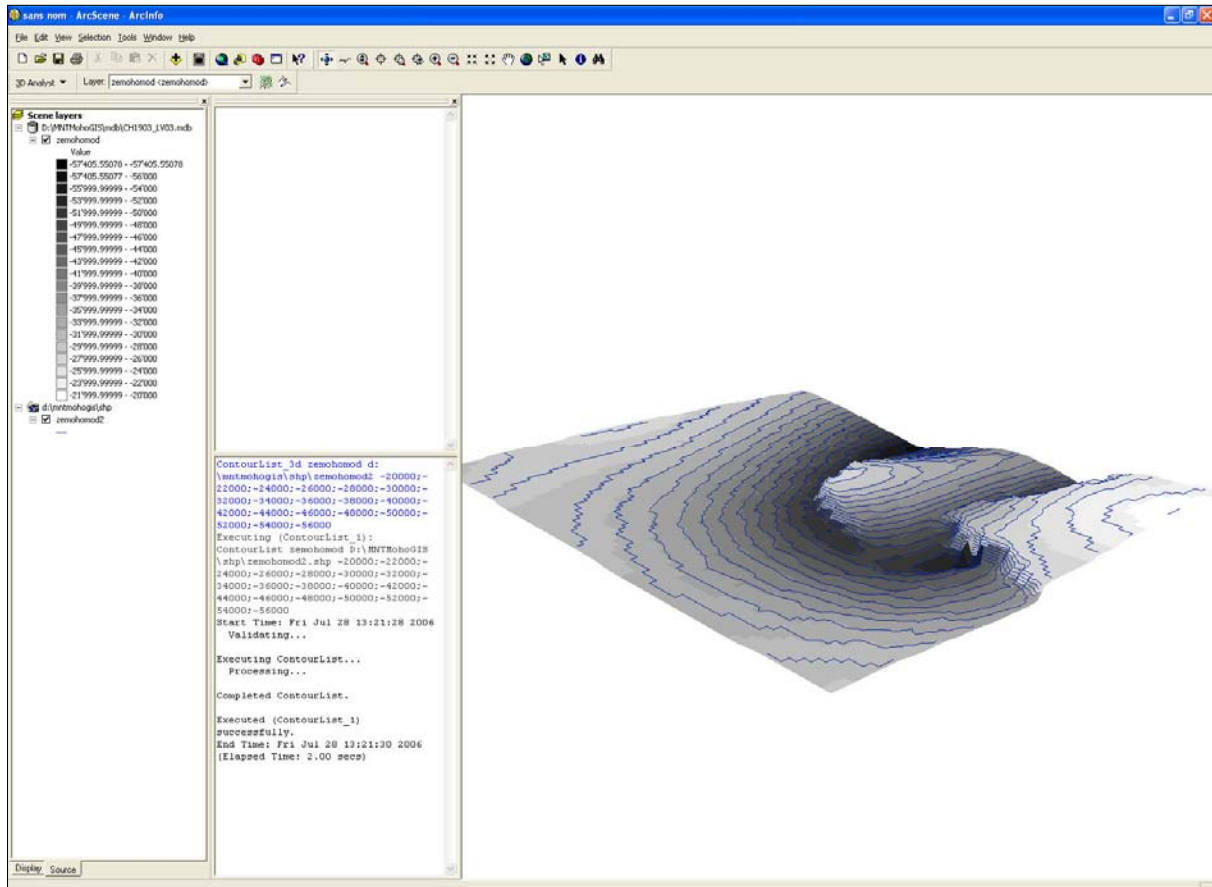 sans nom - ArcScene - ArcInfo
File Edit View Selection Tools Window Help
3D Analyst Layer: zemohomod <zemohomod>
Scene layers
D:\MNTMohoGIS\mdb\CH1903_LV03.mdb
zemohomod
Value
-57'405.55078 - -57'405.55078
-57'405.55077 - -56'000
-55'999.99999 - -54'000
-53'999.99999 - -52'000
-51'999.99999 - -50'000
-49'999.99999 - -48'000
-47'999.99999 - -46'000
-45'999.99999 - -44'000
-43'999.99999 - -42'000
-41'999.99999 - -40'000
-39'999.99999 - -38'000
-37'999.99999 - -36'000
-35'999.99999 - -34'000
-33'999.99999 - -32'000
-31'999.99999 - -30'000
-29'999.99999 - -28'000
-27'999.99999 - -26'000
-25'999.99999 - -24'000
-23'999.99999 - -22'000
-21'999.99999 - -20'000
d:\mntmohogis\shp
zemohomod2
Display Source
ContourList_3d zemohomod d:
\mntmohogis\shp\zemohomod2 -20000;-
22000;-24000;-26000;-28000;-30000;-
32000;-34000;-36000;-38000;-40000;-
42000;-44000;-46000;-48000;-50000;-
52000;-54000;-56000
Executing (ContourList_1):
ContourList zemohomod D:\MNTMohoGIS
\shp\zemohomod2.shp -20000;-22000;-
24000;-26000;-28000;-30000;-32000;-
34000;-36000;-38000;-40000;-42000;-
44000;-46000;-48000;-50000;-52000;-
54000;-56000
Start Time: Fri Jul 28 13:21:28 2006
Validating...
Executing ContourList...
Processing...
Completed ContourList.
Executed (ContourList_1)
successfully.
End Time: Fri Jul 28 13:21:30 2006
(Elapsed Time: 2.00 secs)